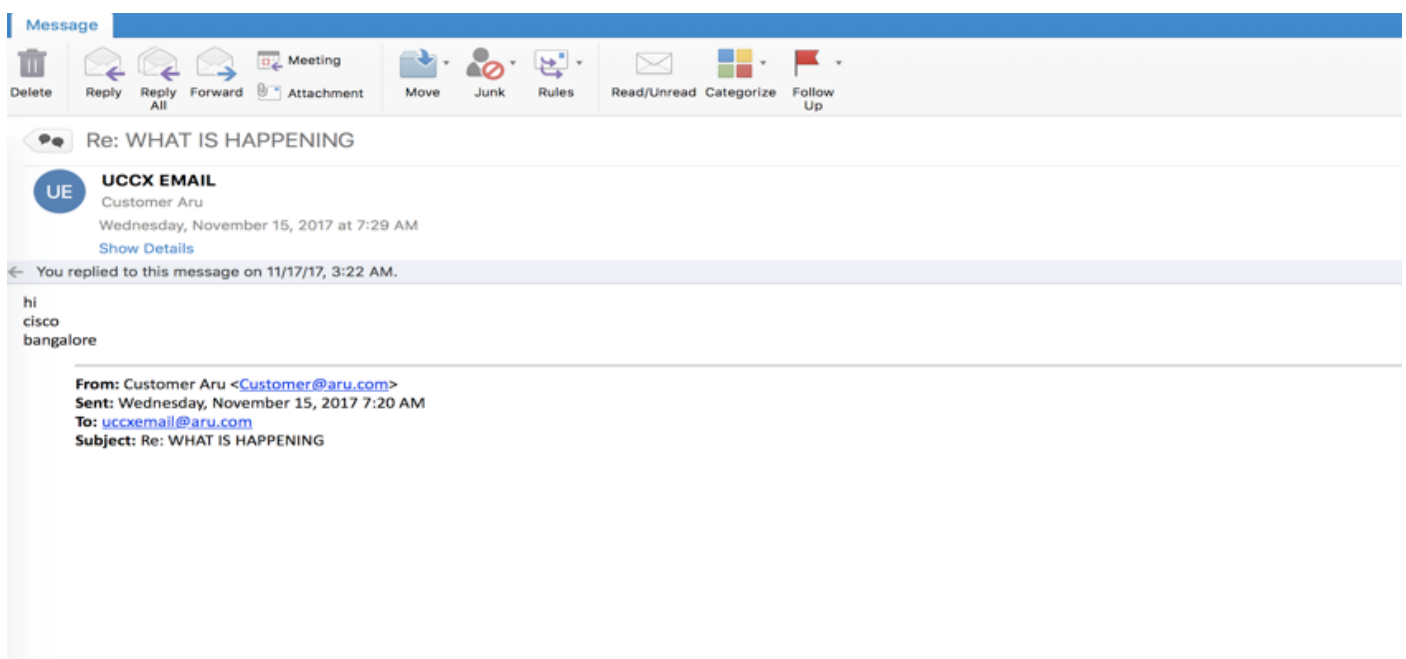 Message
Delete
Reply
Reply All
Forward
Meeting
Attachment
Move
Junk
Rules
Read/Unread
Categorize
Follow Up
Re: WHAT IS HAPPENING
UE
UCCX EMAIL
Customer Aru
Wednesday, November 15, 2017 at 7:29 AM
Show Details
You replied to this message on 11/17/17, 3:22 AM.
hi
cisco
bangalore
From: Customer Aru <Customer@aru.com>
Sent: Wednesday, November 15, 2017 7:20 AM
To: uccxemail@aru.com
Subject: Re: WHAT IS HAPPENING